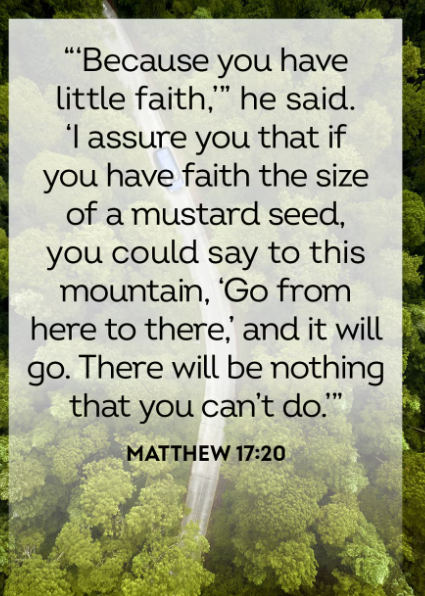 “‘Because you have
little faith,’” he said.
‘I assure you that if
you have faith the size
of a mustard seed,
you could say to this
mountain, ‘Go from
here to there,’ and it will
go. There will be nothing
that you can’t do.’”
MATTHEW 17:20